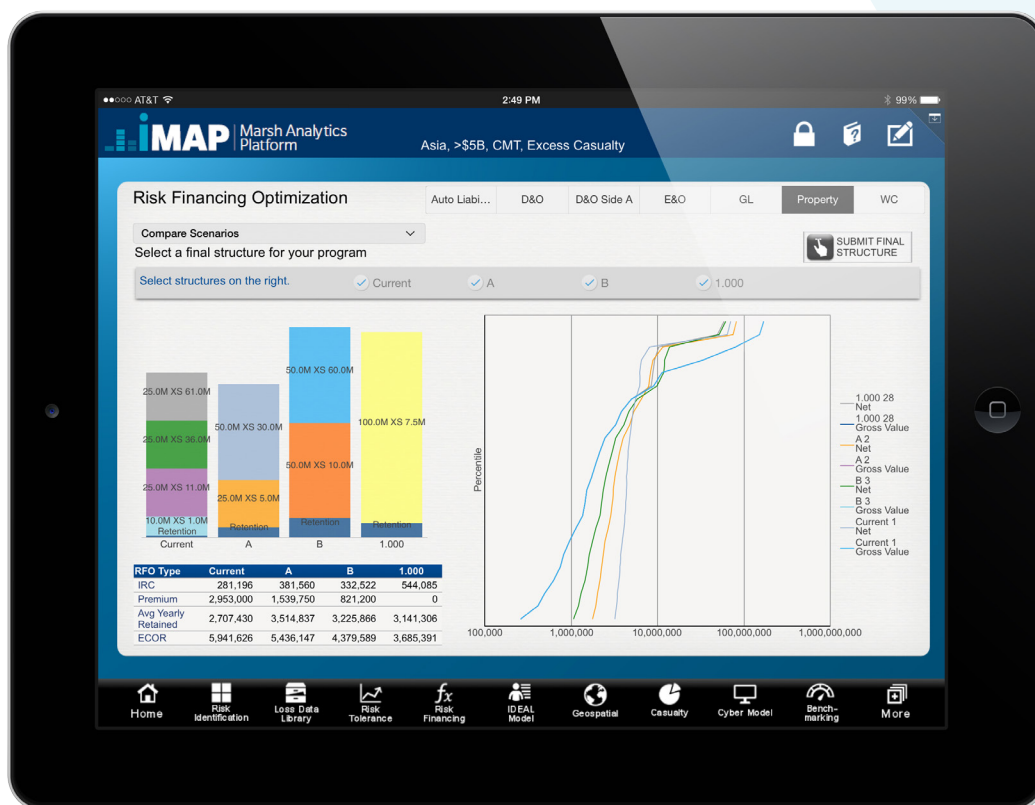 AT&T
2:49 PM
99%
iMAP
Marsh Analytics
Platform
Asia, >$5B, CMT, Excess Casualty
Risk Financing Optimization
Auto Liabi...
D&O
D&O Side A
E&O
GL
Property
WC
Compare Scenarios
Select a final structure for your program
SUBMIT FINAL
STRUCTURE
Select structures on the right.
Current
A
B
1.000
25.0M XS 61.0M
25.0M XS 36.0M
25.0M XS 11.0M
10.0M XS 1.0M
Retention
Current
50.0M XS 30.0M
25.0M XS 5.0M
Retention
A
50.0M XS 60.0M
50.0M XS 10.0M
Retention
B
100.0M XS 7.5M
Retention
1.000
RFO Type Current A B 1.000
IRC 281,196 381,560 332,522 544,085
Premium 2,953,000 1,539,750 821,200 0
Avg Yearly
Retained 2,707,430 3,514,837 3,225,866 3,141,306
ECOR 5,941,626 5,436,147 4,379,589 3,685,391
Percentile
100,000
1,000,000
10,000,000
100,000,000
1,000,000,000
1.000 28
Net
1.000 28
Gross Value
A 2
Net
A 2
Gross Value
B 3
Net
B 3
Gross Value
Current 1
Net
Current 1
Gross Value
Home
Risk
Identification
Loss Data
Library
Risk
Tolerance
fx
Risk
Financing
IDEAL
Model
Geospatial
Casualty
Cyber Model
Bench-
marking
More